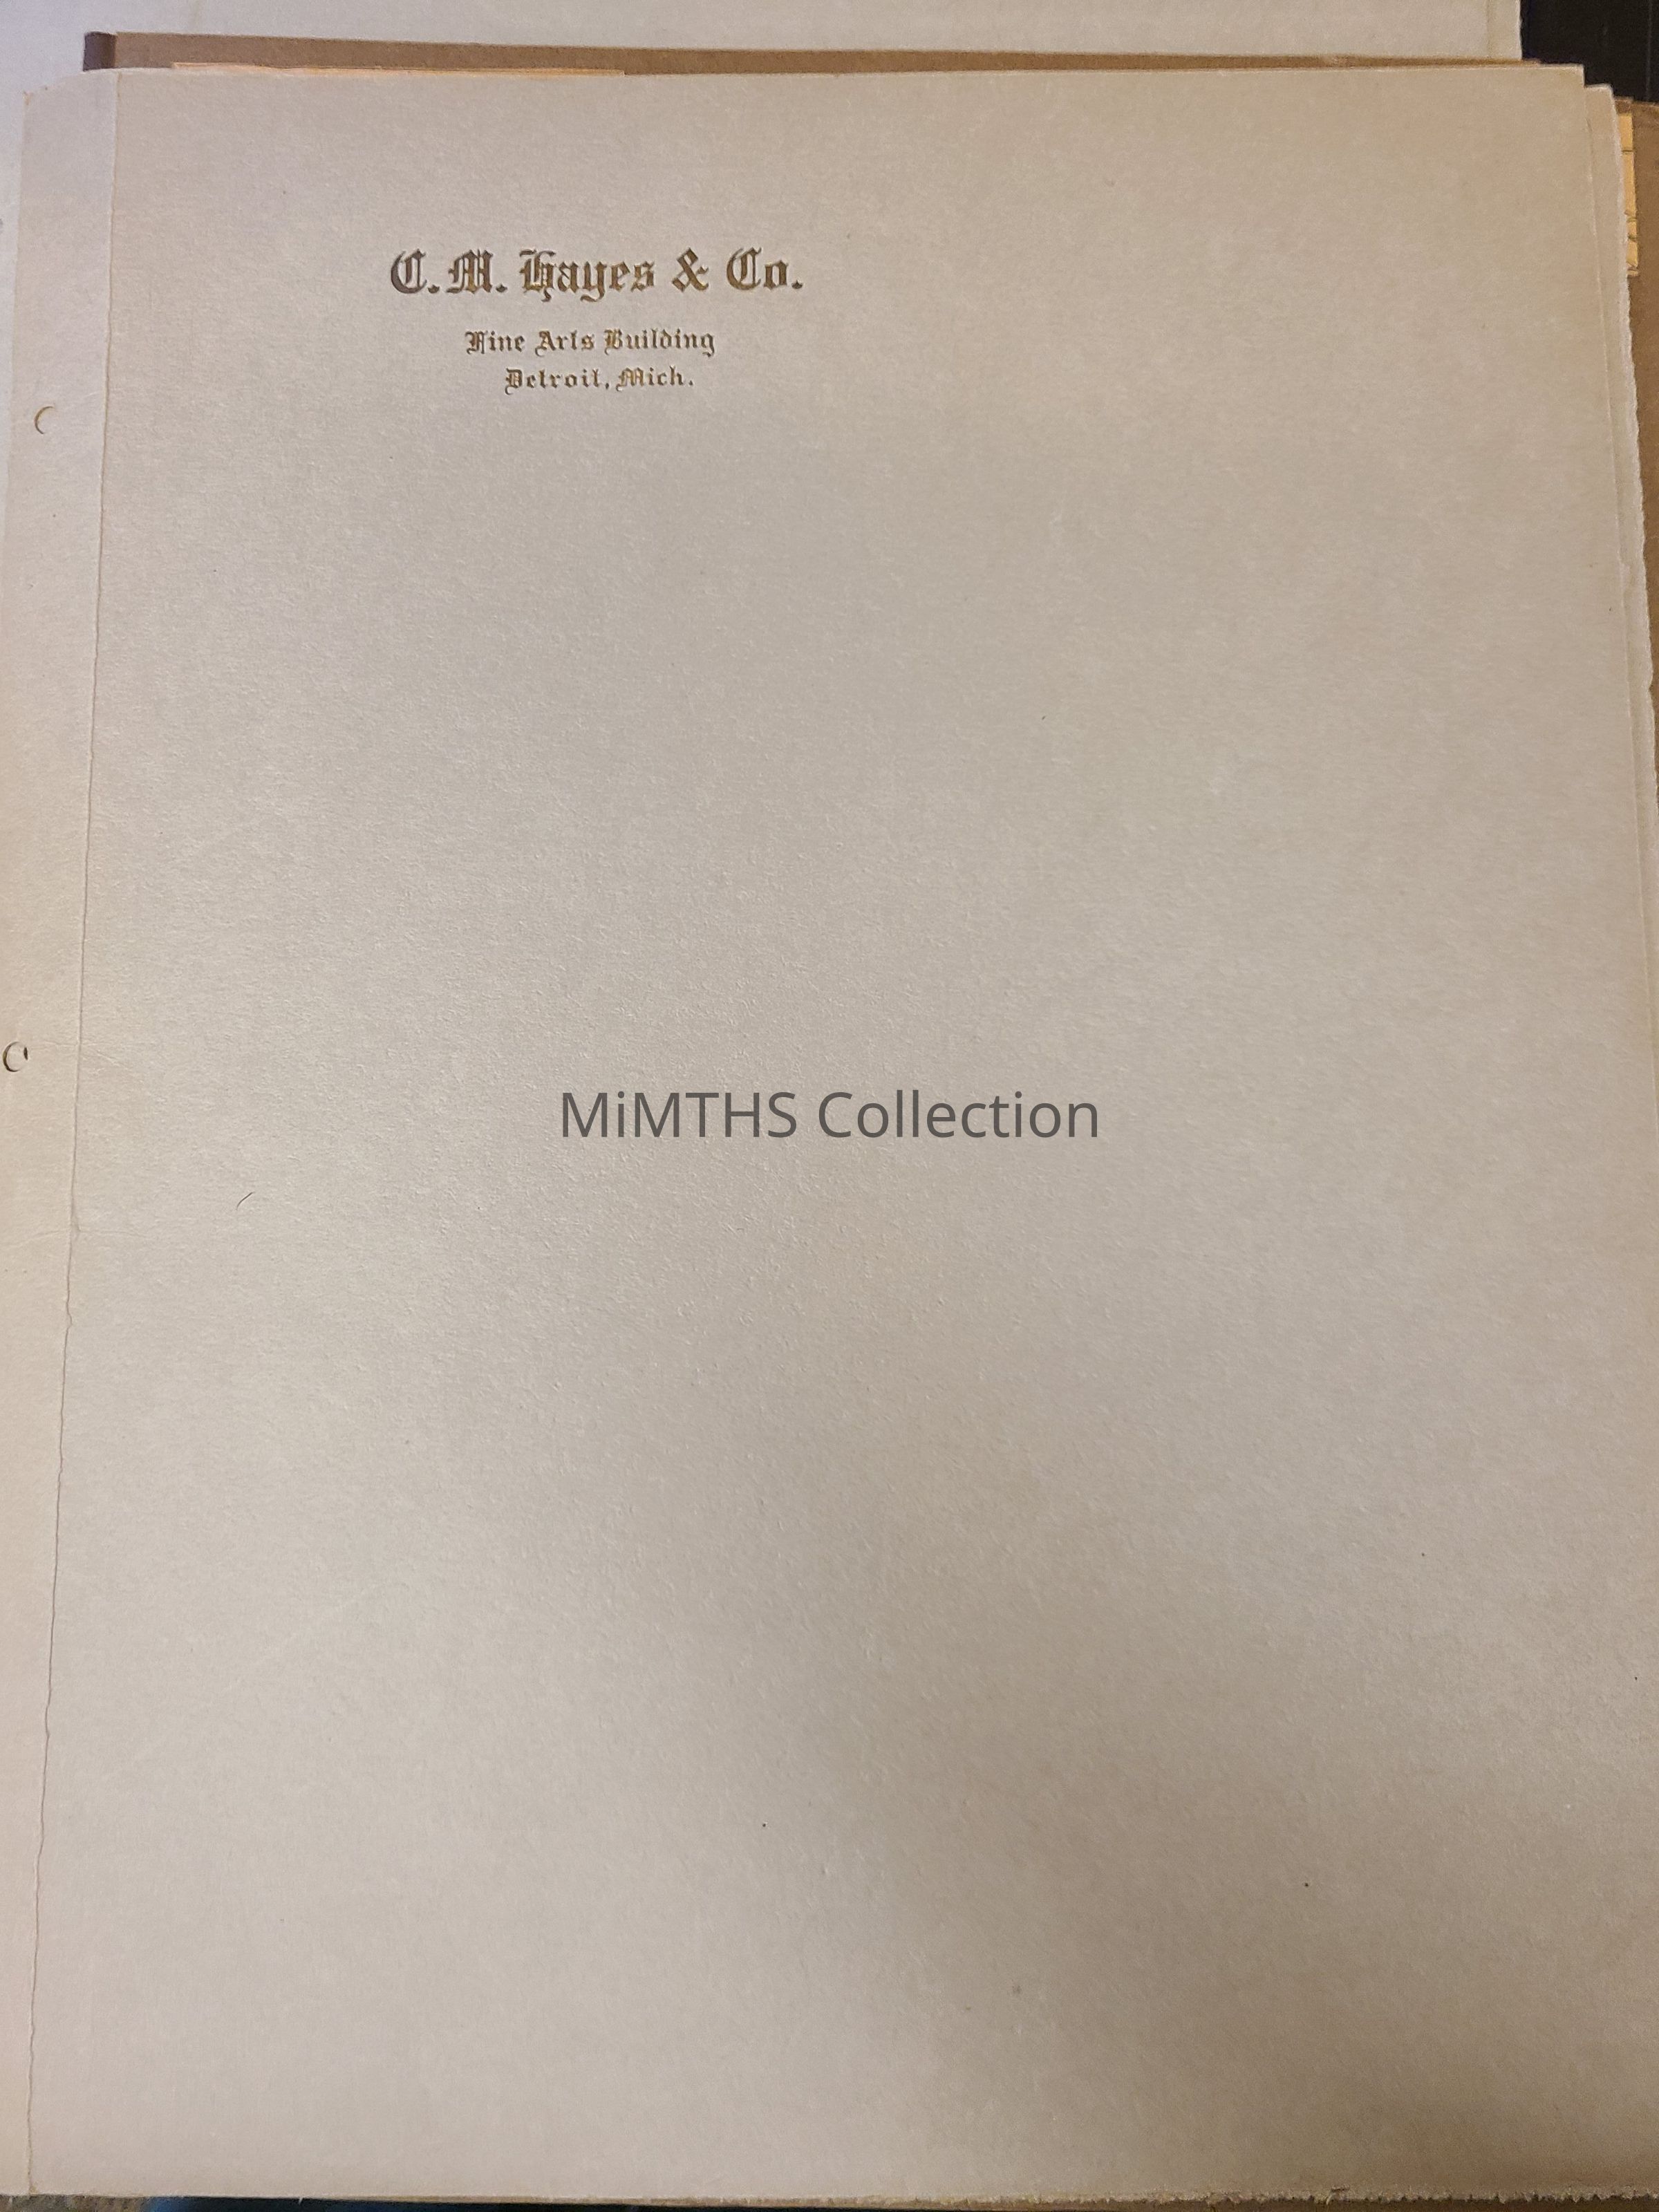 C. M. Hayes & Co.
Fine Arts Building
Detroit, Mich.
MiMTHS Collection